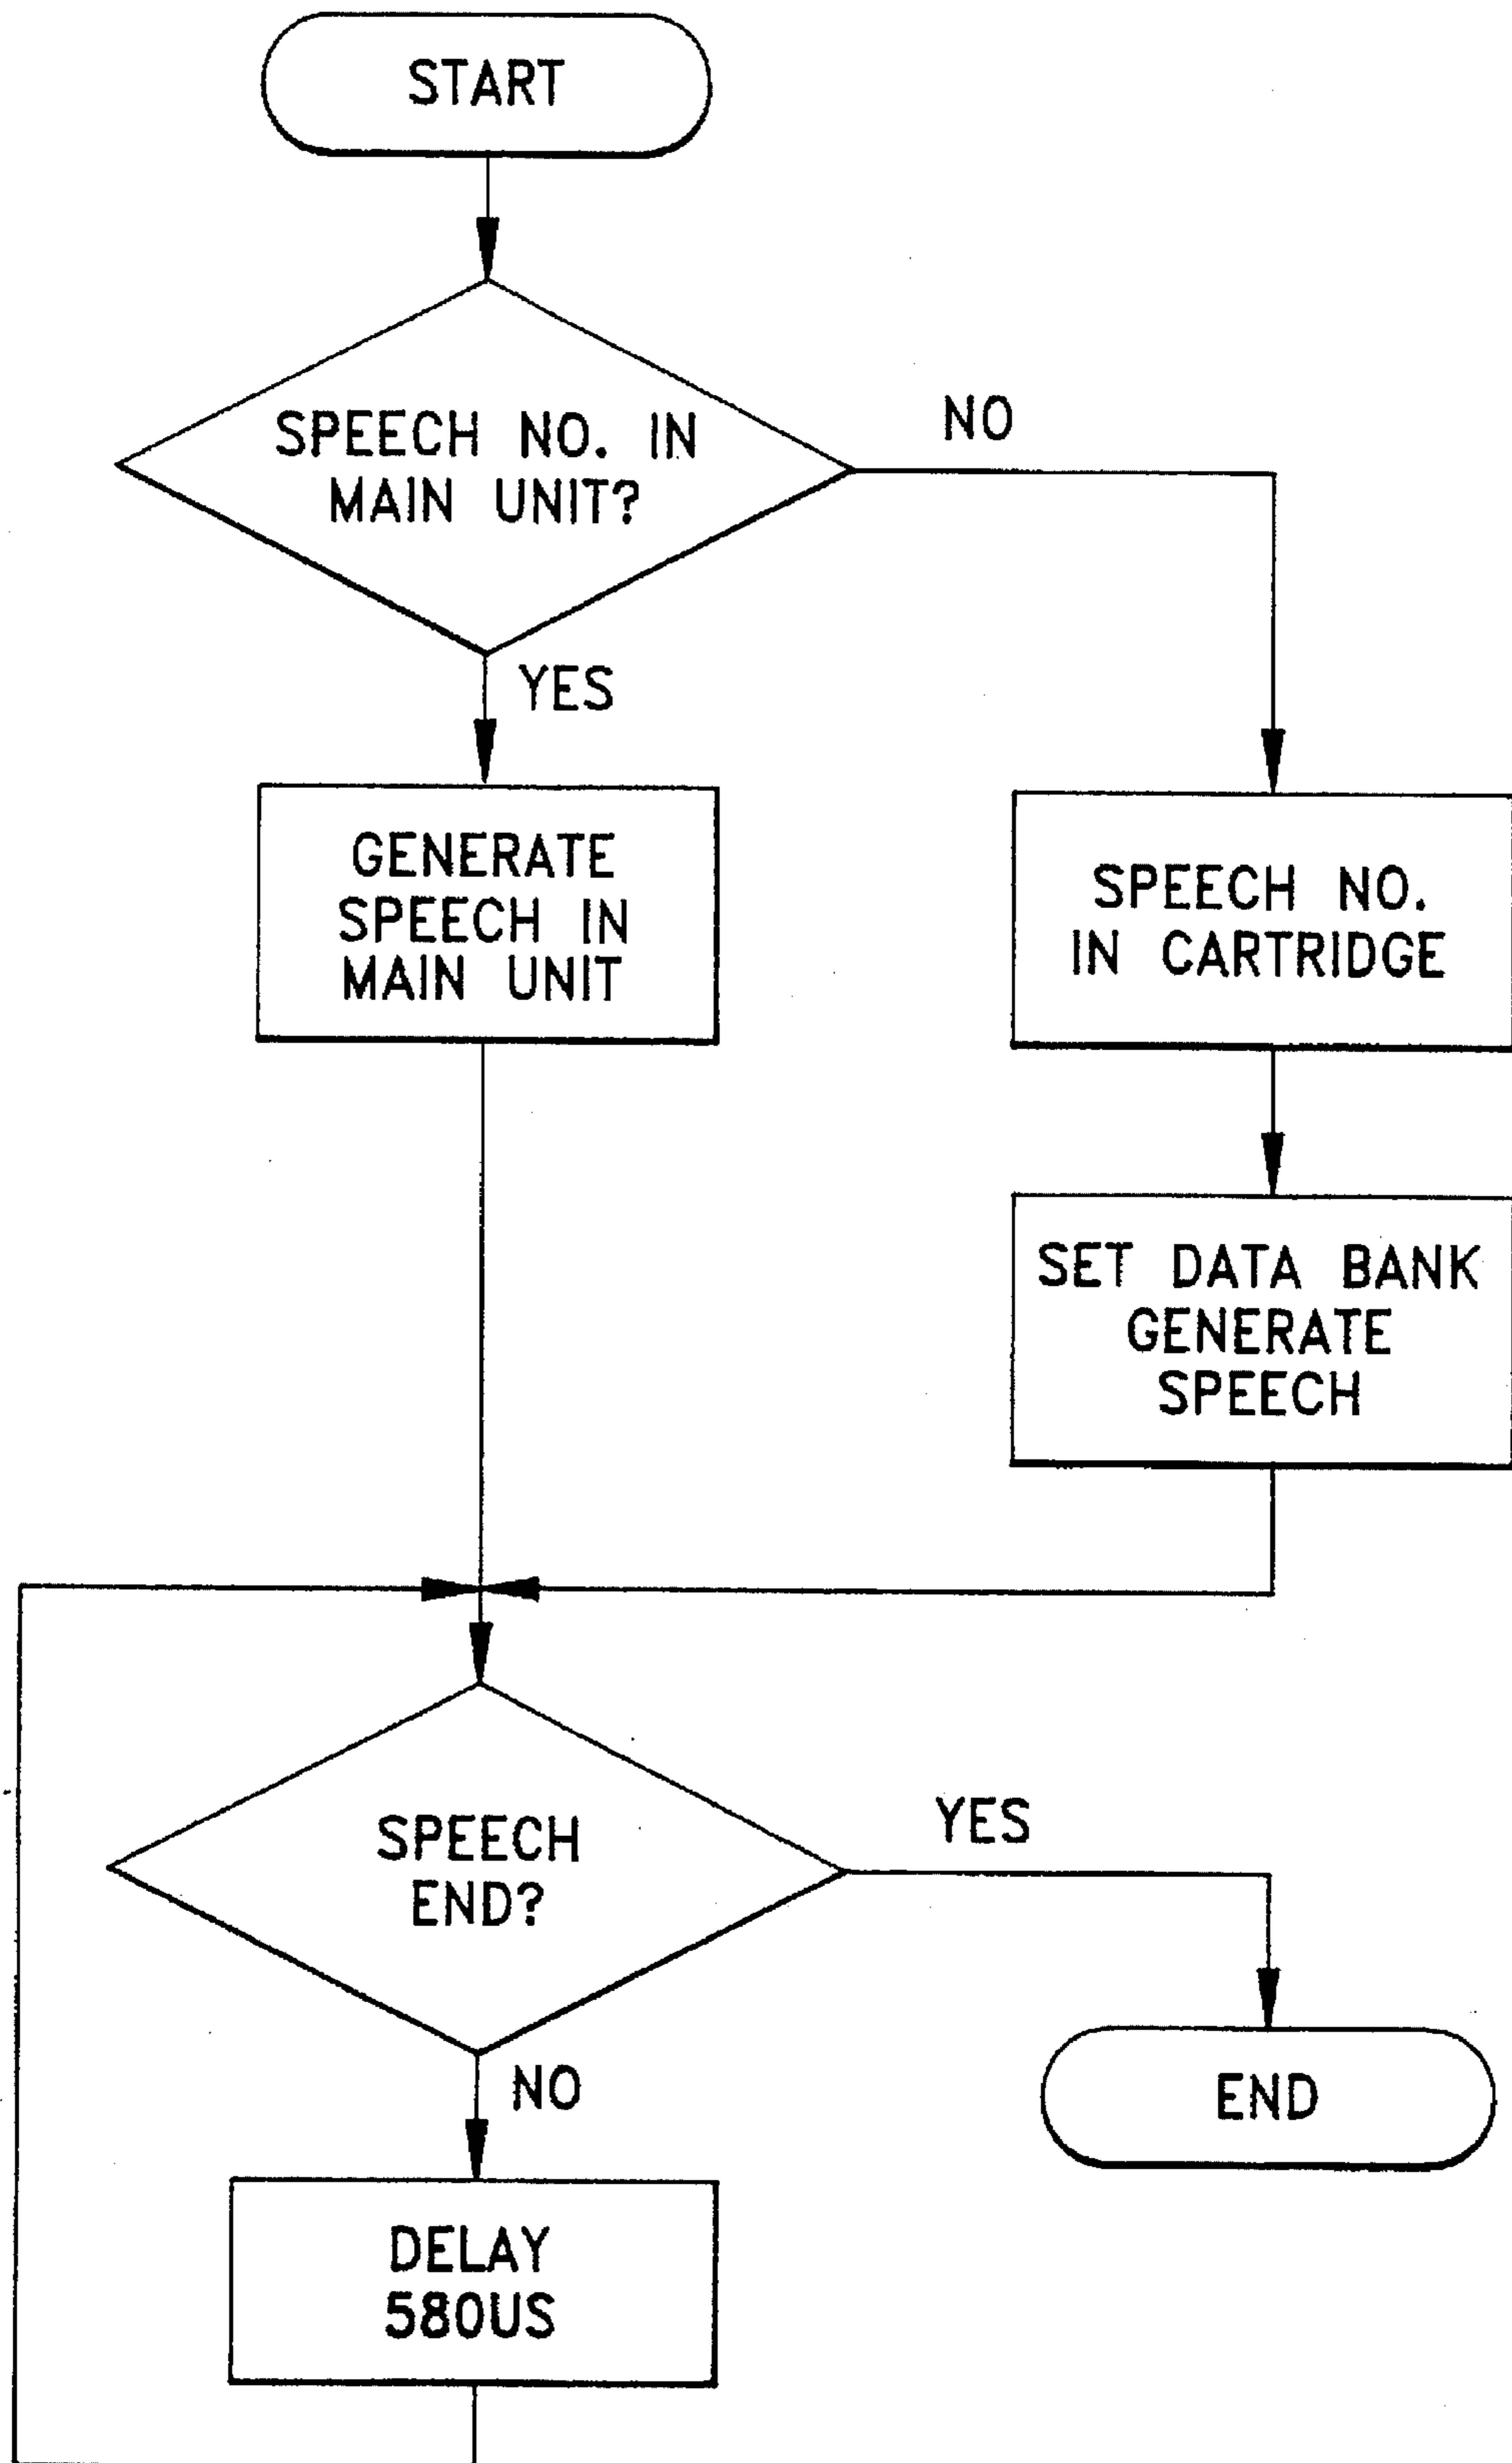 START
SPEECH NO. IN
MAIN UNIT?
NO
YES
GENERATE
SPEECH IN
MAIN UNIT
SPEECH NO.
IN CARTRIDGE
SET DATA BANK
GENERATE
SPEECH
SPEECH
END?
YES
NO
END
DELAY
580US